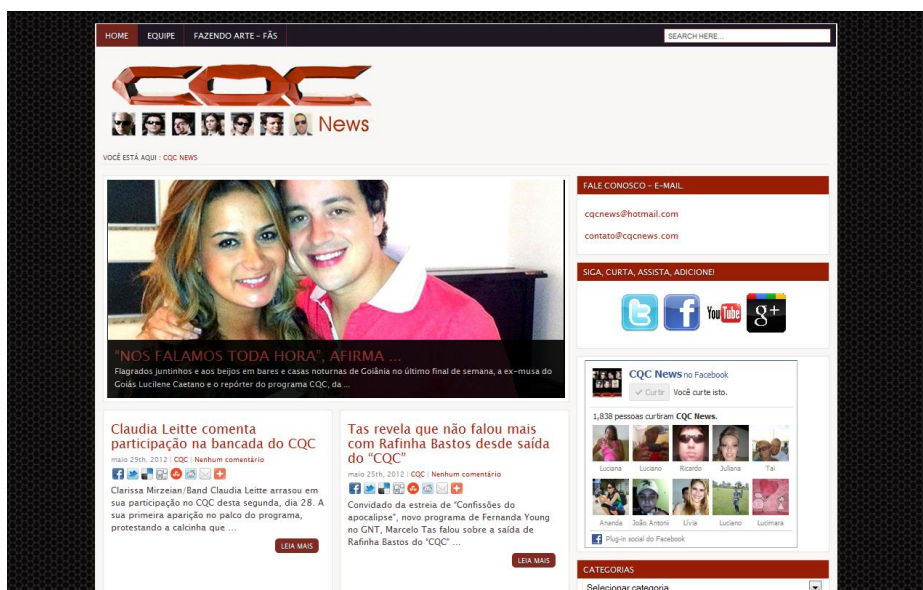 HOME EQUIPE FAZENDO ARTE – FÃS
SEARCH HERE...
CQC
News
VOCÊ ESTÁ AQUI : CQC NEWS
"NOS FALAMOS TODA HORA", AFIRMA ...
Flagrados juntinhos e aos beijos em bares e casas noturnas de Goiânia no último final de semana, a ex-musa do
Goiás Lucilene Caetano e o repórter do programa CQC, da ...
Claudia Leitte comenta
participação na bancada do CQC
maio 29th, 2012 | CQC | Nenhum comentário
Clarissa Mirzeian/Band Claudia Leitte arrasou em
sua participação no CQC desta segunda, dia 28. A
sua primeira aparição no palco do programa,
protestando a calcinha que ...
LEIA MAIS
Tas revela que não falou mais
com Rafinha Bastos desde saída
do “CQC”
maio 25th, 2012 | CQC | Nenhum comentário
Convidado da estreia de “Confissões do
apocalipse”, novo programa de Fernanda Young
no GNT, Marcelo Tas falou sobre a saída de
Rafinha Bastos do “CQC” ...
LEIA MAIS
FALE CONOSCO – E-MAIL.
cqcnews@hotmail.com
contato@cqcnews.com
SIGA, CURTA, ASSISTA, ADICIONE!
You Tube
g+
CQC News no Facebook
Curtir Você curte isto.
1,838 pessoas curtiram CQC News.
Luciana Luciano Ricardo Juliana Tai
Ananda João Antoni Lívia Luciano Lucimara
Plug-in social do Facebook
CATEGORIAS
Selecionar categoria